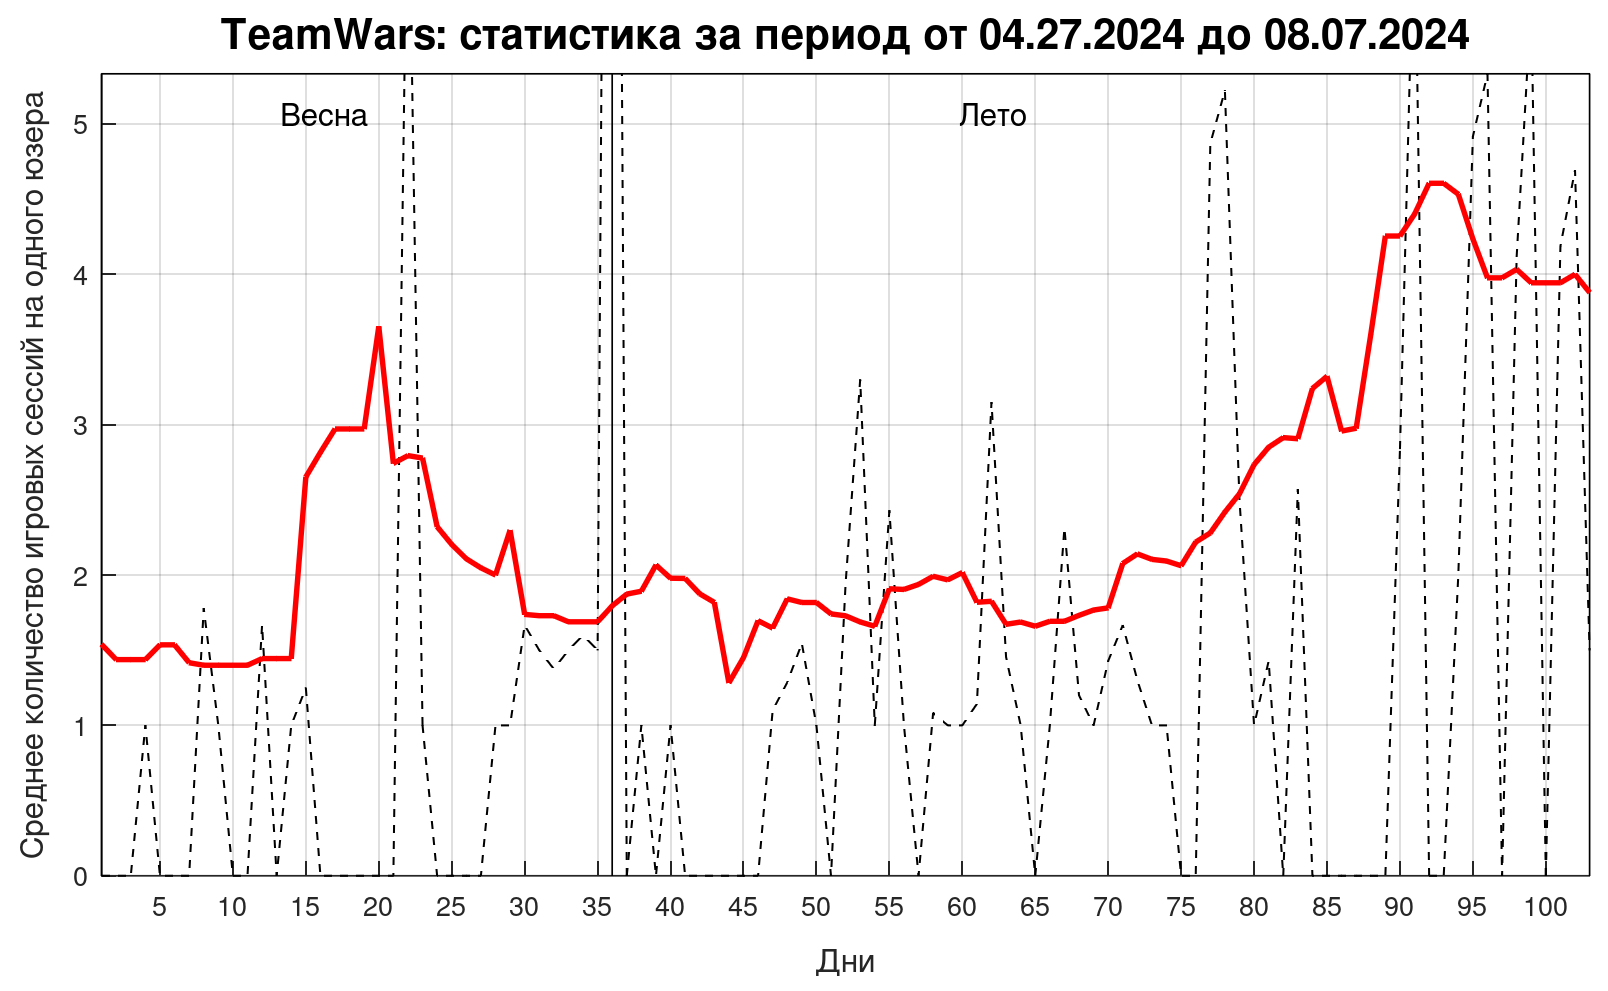 TeamWars: статистика за период от 04.27.2024 до 08.07.2024
Среднее количество игровых сессий на одного юзера
Весна
Лето
5
4
3
2
1
0
5 10 15 20 25 30 35 40 45 50 55 60 65 70 75 80 85 90 95 100
Дни